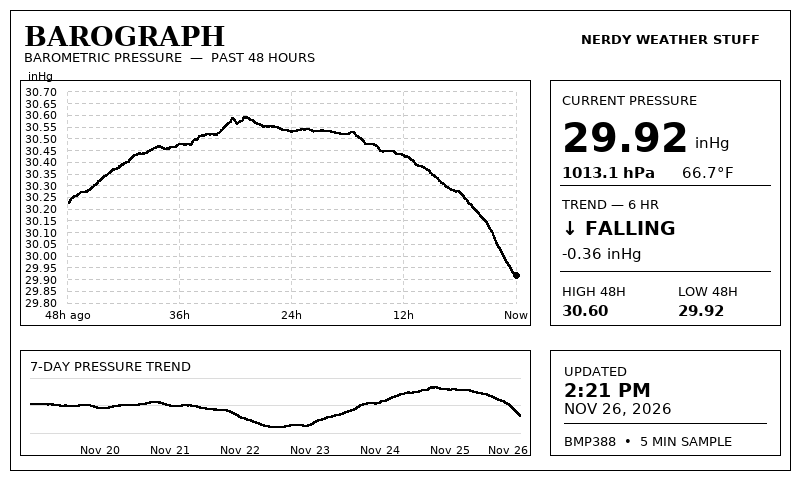 BAROGRAPH
BAROMETRIC PRESSURE — PAST 48 HOURS
NERDY WEATHER STUFF
inHg
30.70
30.65
30.60
30.55
30.50
30.45
30.40
30.35
30.30
30.25
30.20
30.15
30.10
30.05
30.00
29.95
29.90
29.85
29.80
48h ago 36h 24h 12h Now
CURRENT PRESSURE
29.92 inHg
1013.1 hPa 66.7°F
TREND — 6 HR
↓ FALLING
-0.36 inHg
HIGH 48H LOW 48H
30.60 29.92
7-DAY PRESSURE TREND
Nov 20 Nov 21 Nov 22 Nov 23 Nov 24 Nov 25 Nov 26
UPDATED
2:21 PM
NOV 26, 2026
BMP388 • 5 MIN SAMPLE